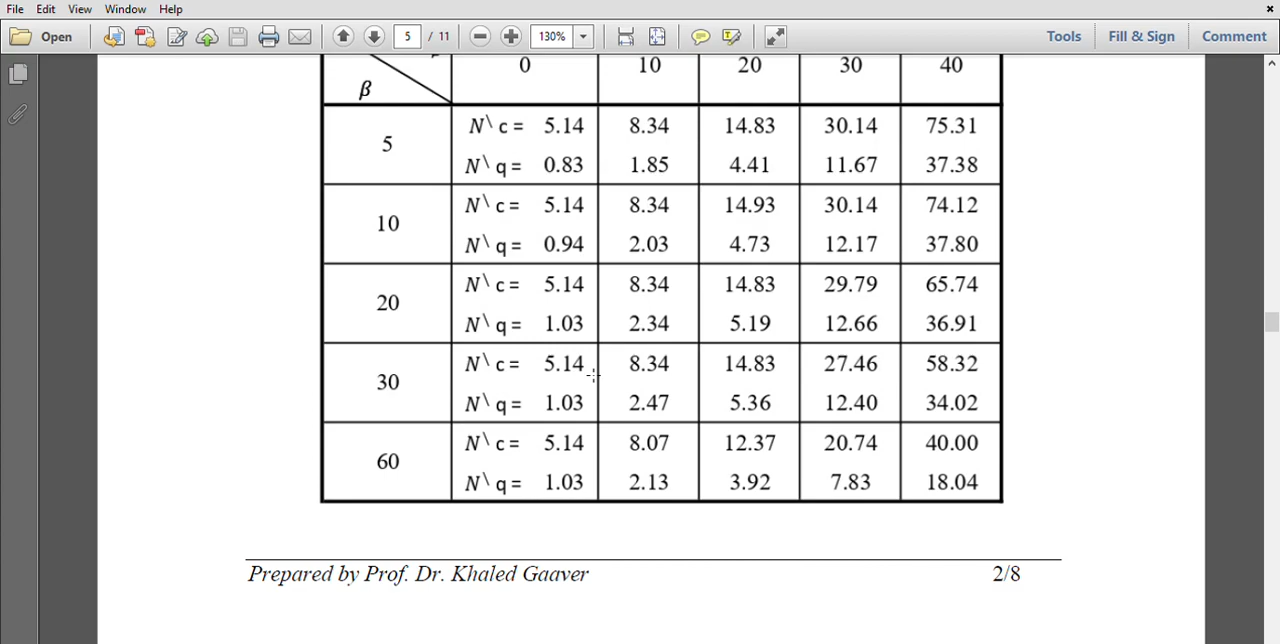 File Edit View Window Help
Open 5 / 11 130% Tools Fill & Sign Comment
0 10 20 30 40
β
5 N\ c = 5.14 8.34 14.83 30.14 75.31
N\ q = 0.83 1.85 4.41 11.67 37.38
10 N\ c = 5.14 8.34 14.93 30.14 74.12
N\ q = 0.94 2.03 4.73 12.17 37.80
20 N\ c = 5.14 8.34 14.83 29.79 65.74
N\ q = 1.03 2.34 5.19 12.66 36.91
30 N\ c = 5.14 8.34 14.83 27.46 58.32
N\ q = 1.03 2.47 5.36 12.40 34.02
60 N\ c = 5.14 8.07 12.37 20.74 40.00
N\ q = 1.03 2.13 3.92 7.83 18.04
Prepared by Prof. Dr. Khaled Gaaver 2/8